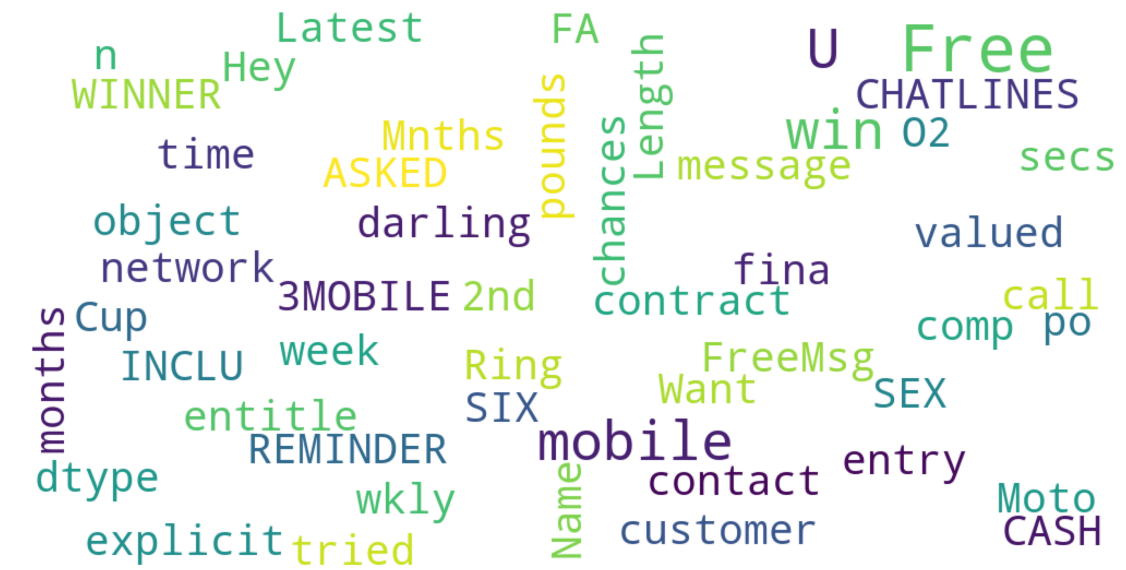 Latest
FA
Free
U
n
Hey
Length
WINNER
CHATLINES
pounds
Mnths
win
O2
chances
time
ASKED
message
secs
object
darling
valued
network
fina
3MOBILE
2nd
contract
call
months
Cup
comp
po
INCLU
week
Ring
FreeMsg
Want
SEX
entitle
SIX
REMINDER
mobile
entry
dtype
contact
wkly
Name
Moto
customer
CASH
explicit
tried